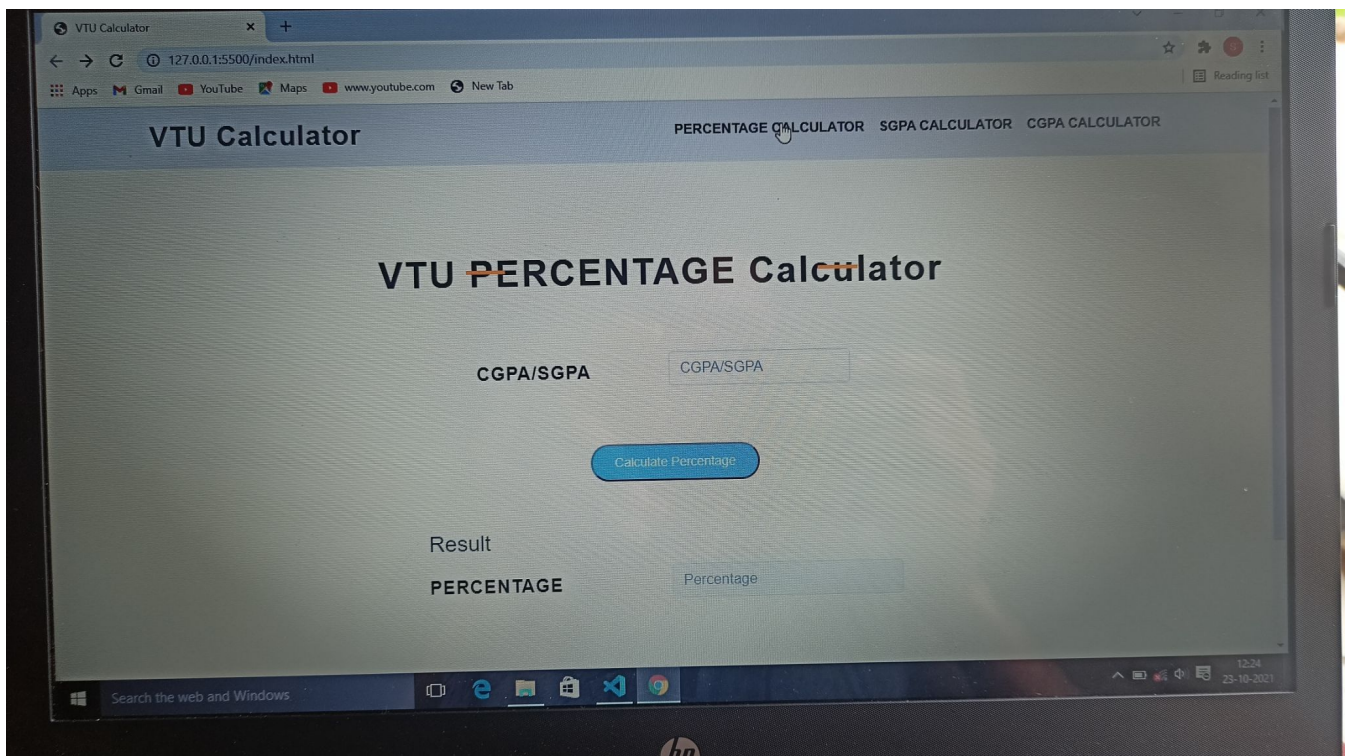 VTU Calculator
127.0.0.1:5500/index.html
Apps Gmail YouTube Maps www.youtube.com New Tab Reading list
VTU Calculator PERCENTAGE CALCULATOR SGPA CALCULATOR CGPA CALCULATOR
VTU PERCENTAGE Calculator
CGPA/SGPA CGPA/SGPA
Calculate Percentage
Result
PERCENTAGE Percentage
Search the web and Windows 12:24
23-10-2021
hp